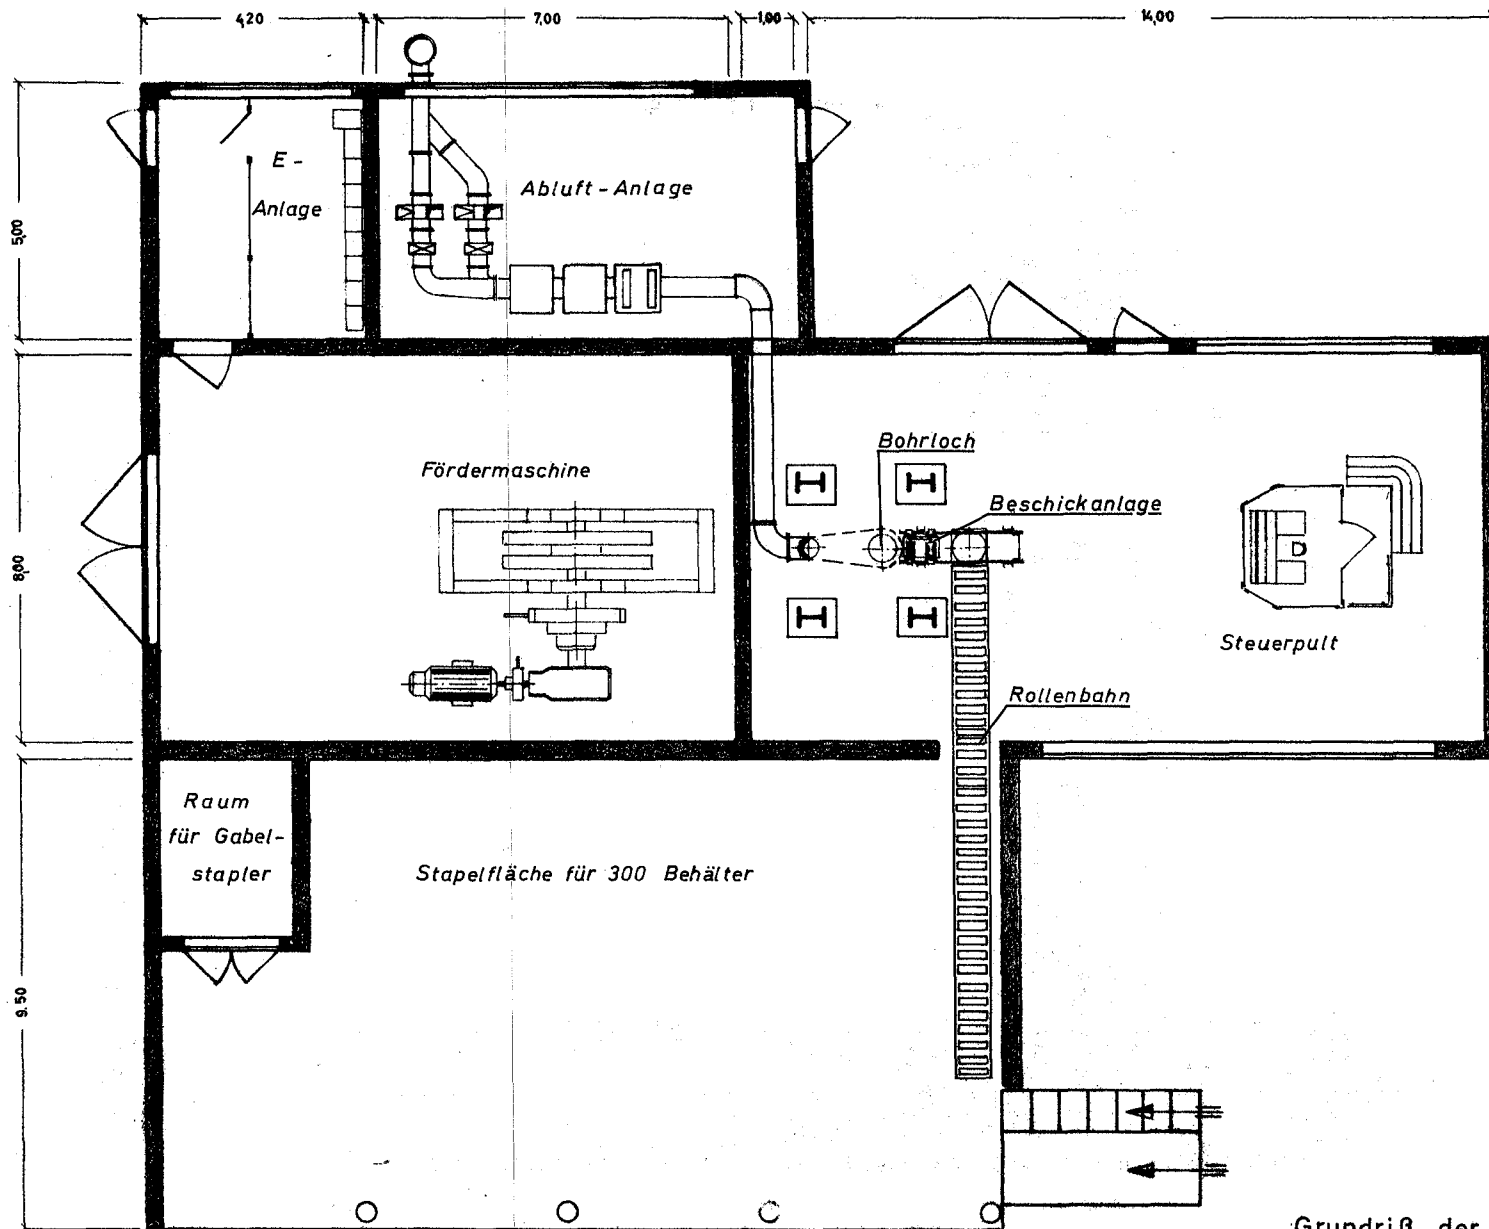 4,20
7,00
1,00
14,00
5,00
E-
Anlage
Abluft-Anlage
8,00
Fördermaschine
Bohrloch
Beschickanlage
Steuerpult
Rollenbahn
9.50
Raum
für Gabel-
stapler
Stapelfläche für 300 Behälter
Grundriß der